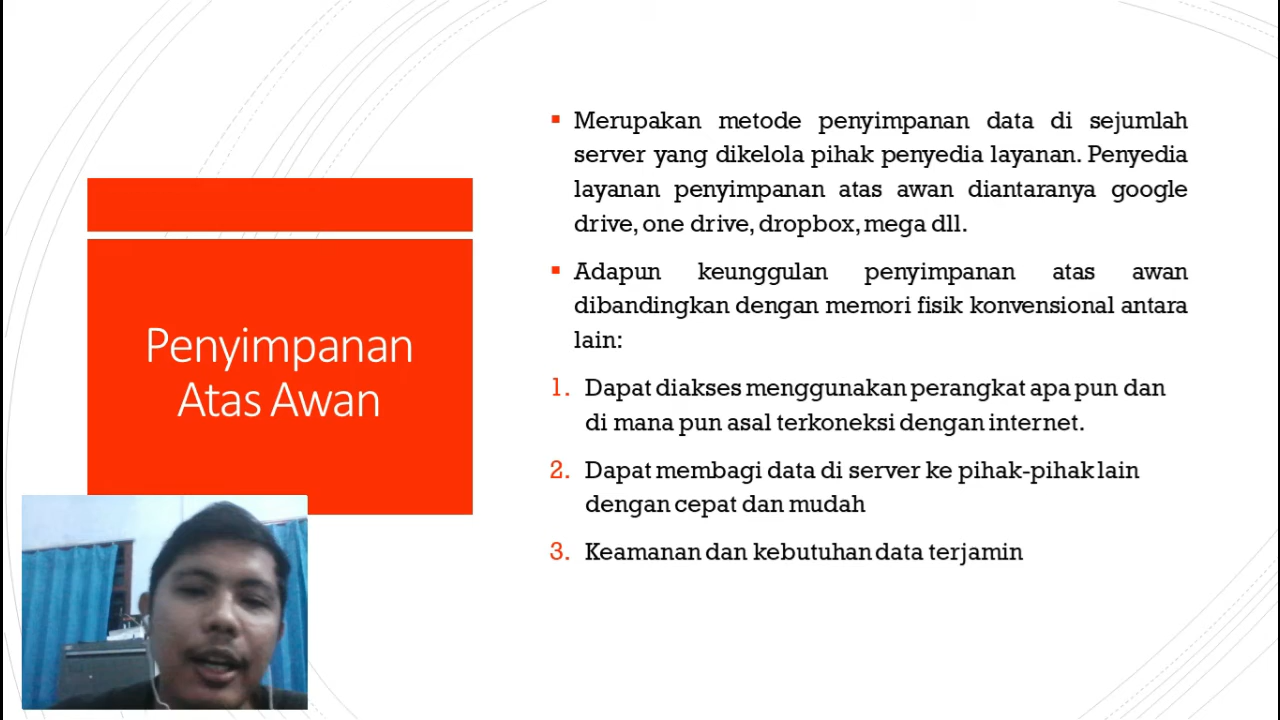 Penyimpanan
Atas Awan
Merupakan metode penyimpanan data di sejumlah
server yang dikelola pihak penyedia layanan. Penyedia
layanan penyimpanan atas awan diantaranya google
drive, one drive, dropbox, mega dll.
Adapun keunggulan penyimpanan atas awan
dibandingkan dengan memori fisik konvensional antara
lain:
1. Dapat diakses menggunakan perangkat apa pun dan
di mana pun asal terkoneksi dengan internet.
2. Dapat membagi data di server ke pihak-pihak lain
dengan cepat dan mudah
3. Keamanan dan kebutuhan data terjamin